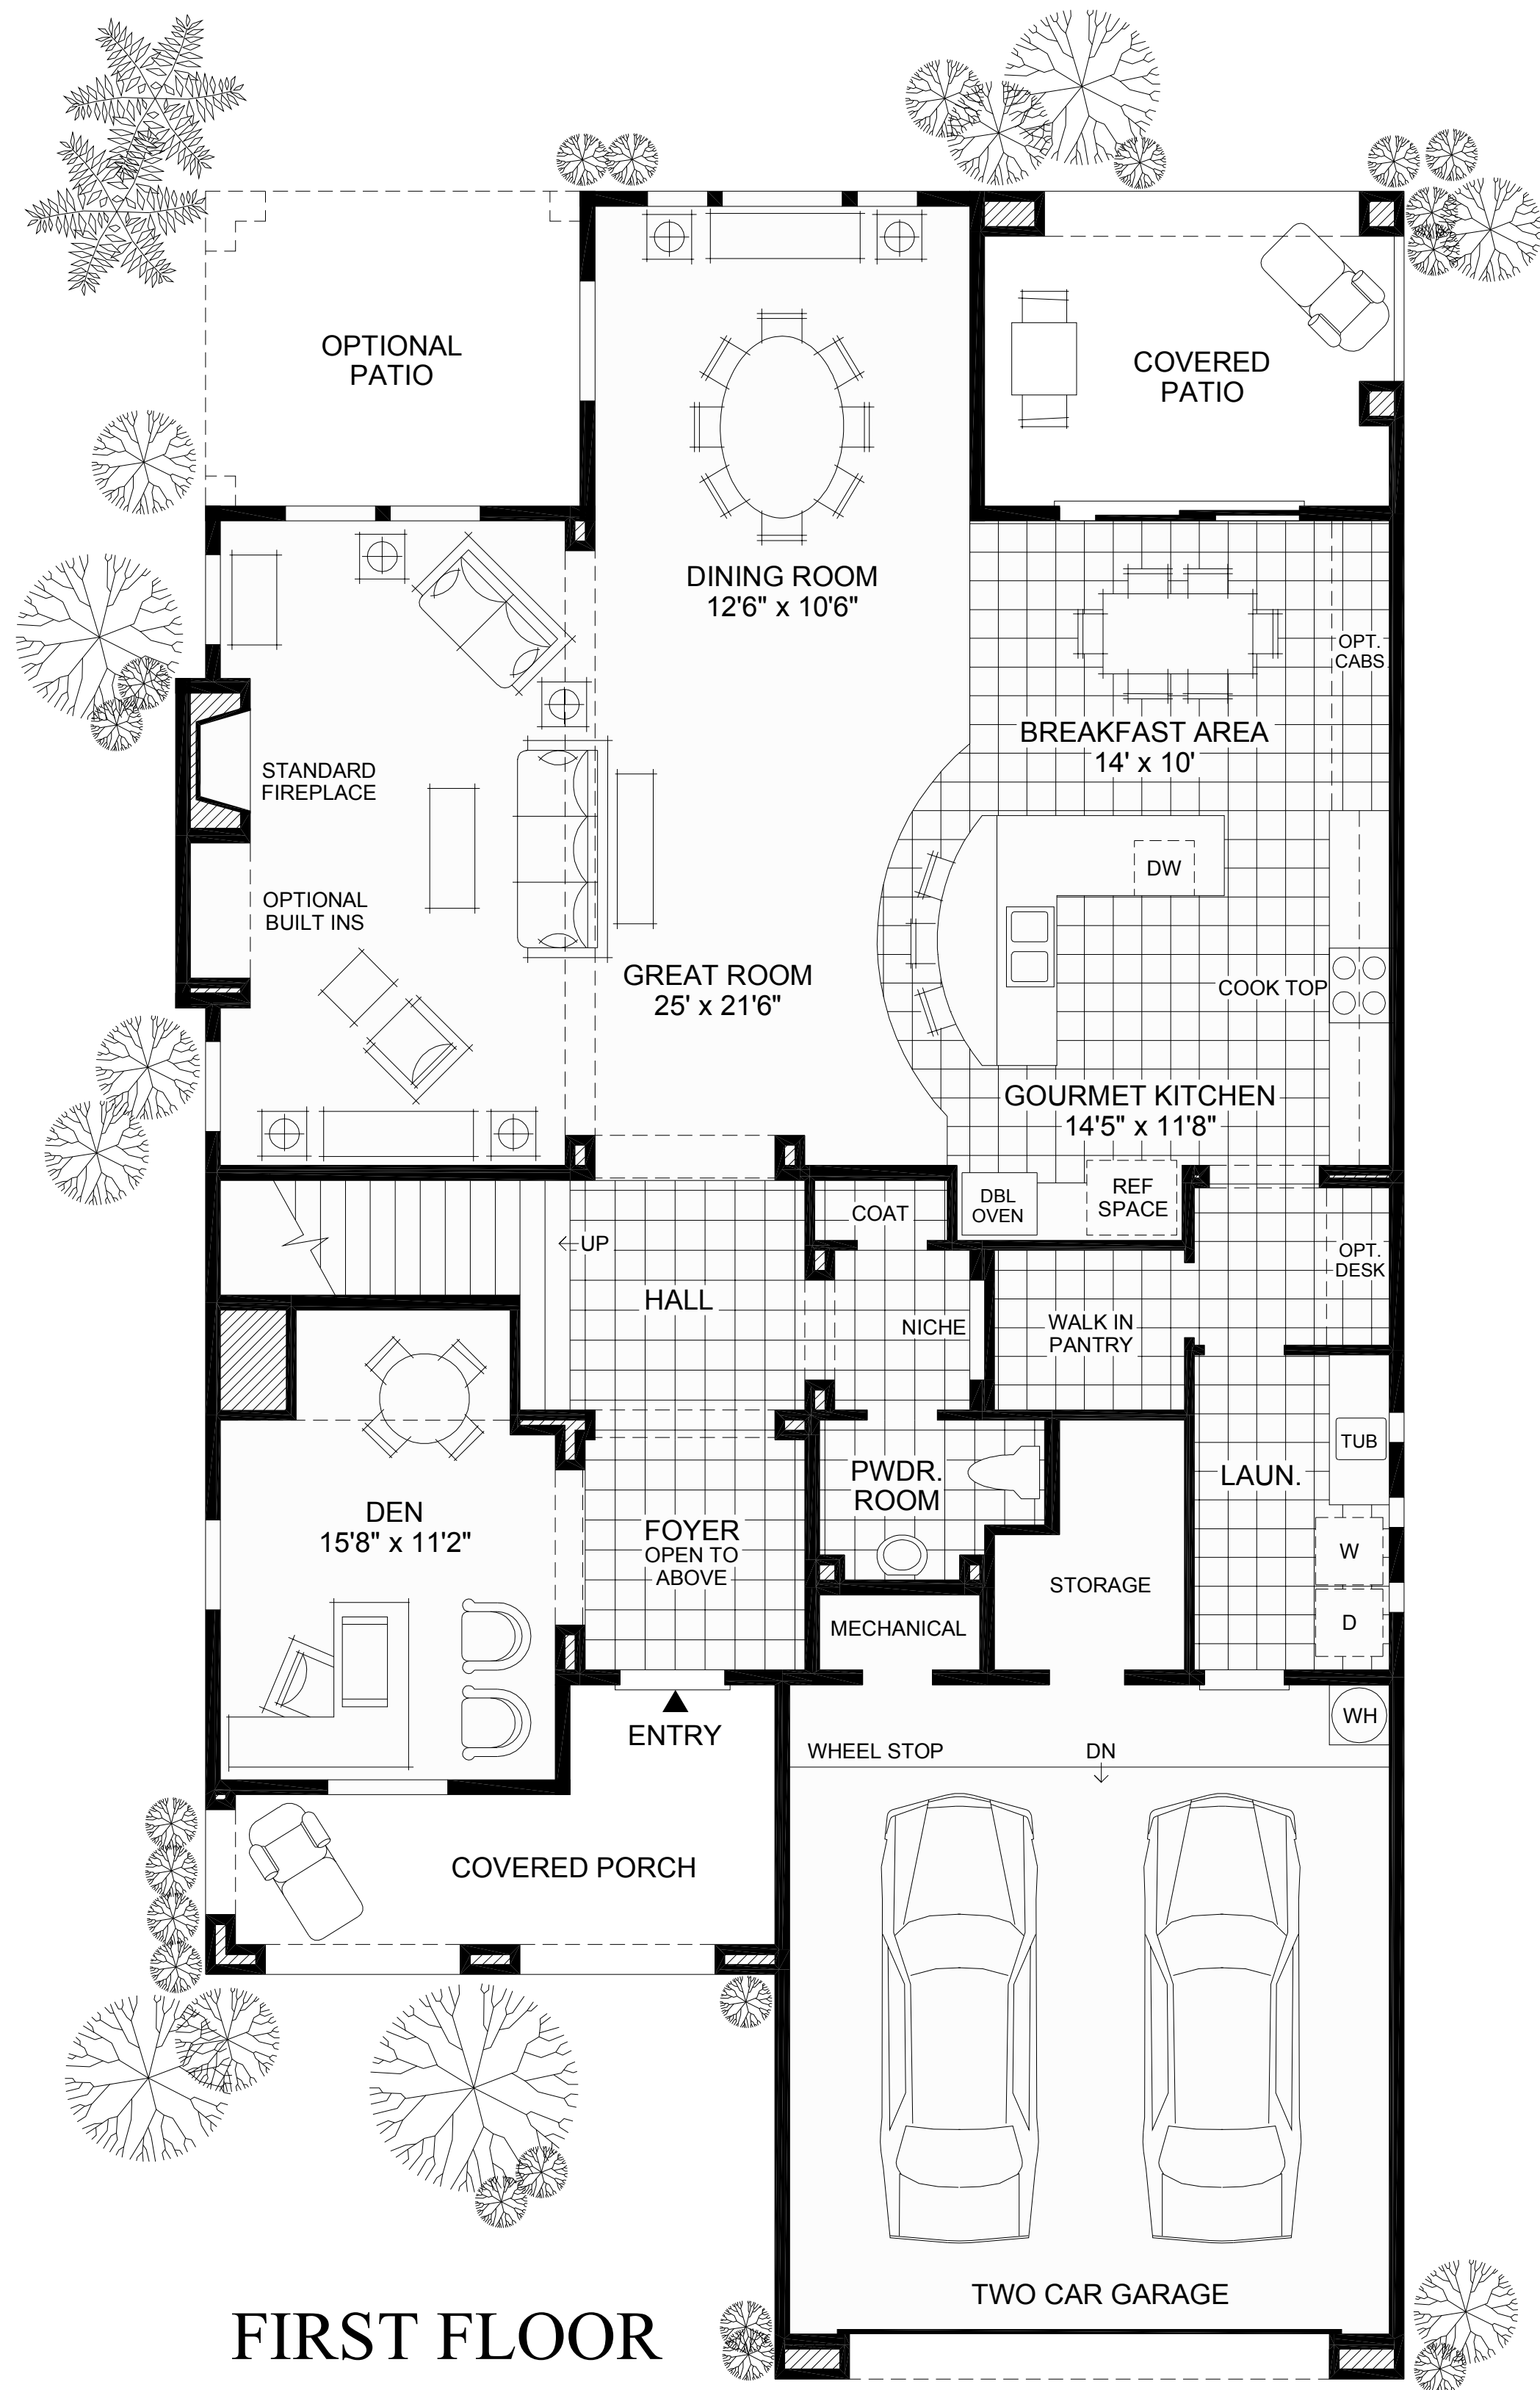 OPTIONAL
PATIO
COVERED
PATIO
DINING ROOM
12'6" x 10'6"
OPT.
CABS
BREAKFAST AREA
14' x 10'
STANDARD
FIREPLACE
DW
OPTIONAL
BUILT INS
GREAT ROOM
25' x 21'6"
COOK TOP
GOURMET KITCHEN
14'5" x 11'8"
DBL
OVEN
REF
SPACE
COAT
UP
OPT.
DESK
HALL
NICHE
WALK IN
PANTRY
TUB
PWDR.
ROOM
LAUN.
DEN
15'8" x 11'2"
FOYER
OPEN TO
ABOVE
W
STORAGE
D
MECHANICAL
WH
ENTRY
WHEEL STOP
DN
COVERED PORCH
TWO CAR GARAGE
FIRST FLOOR